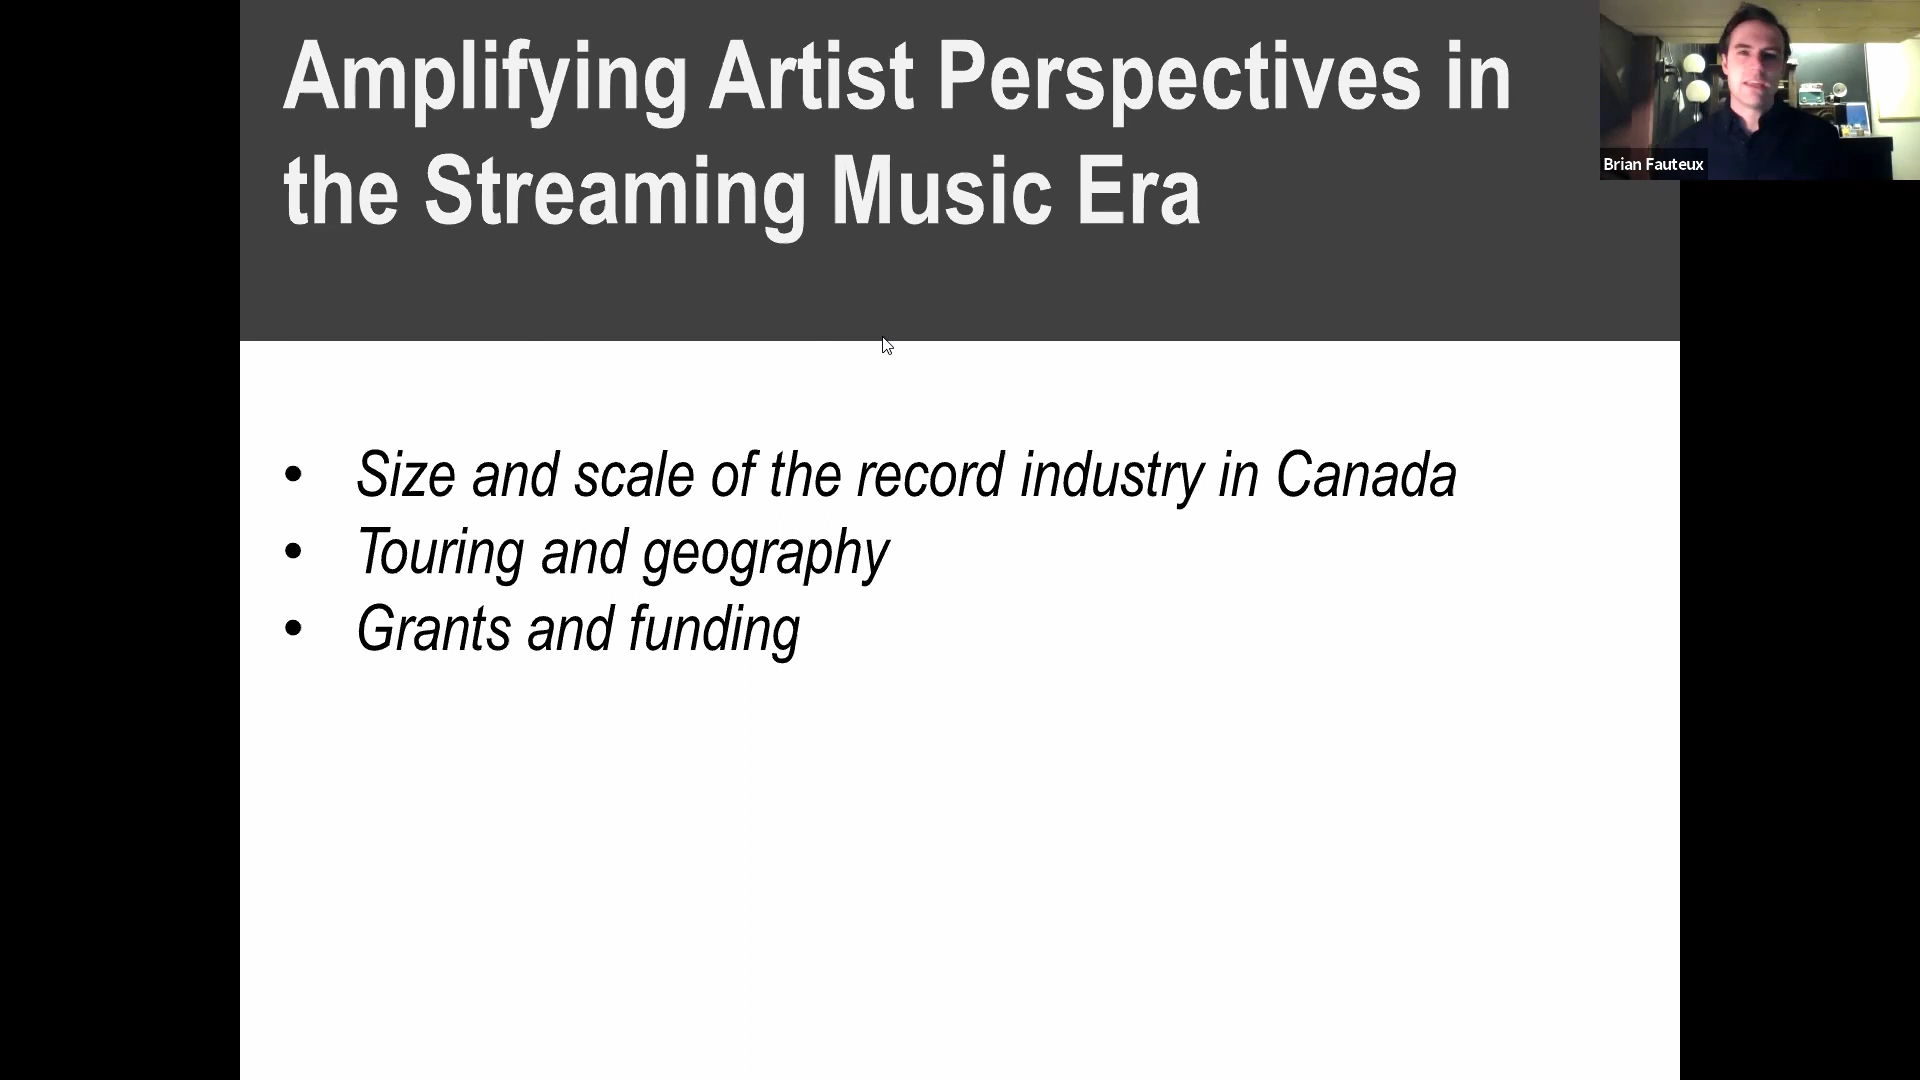 Amplifying Artist Perspectives in
the Streaming Music Era
Brian Fauteux
• Size and scale of the record industry in Canada
• Touring and geography
• Grants and funding